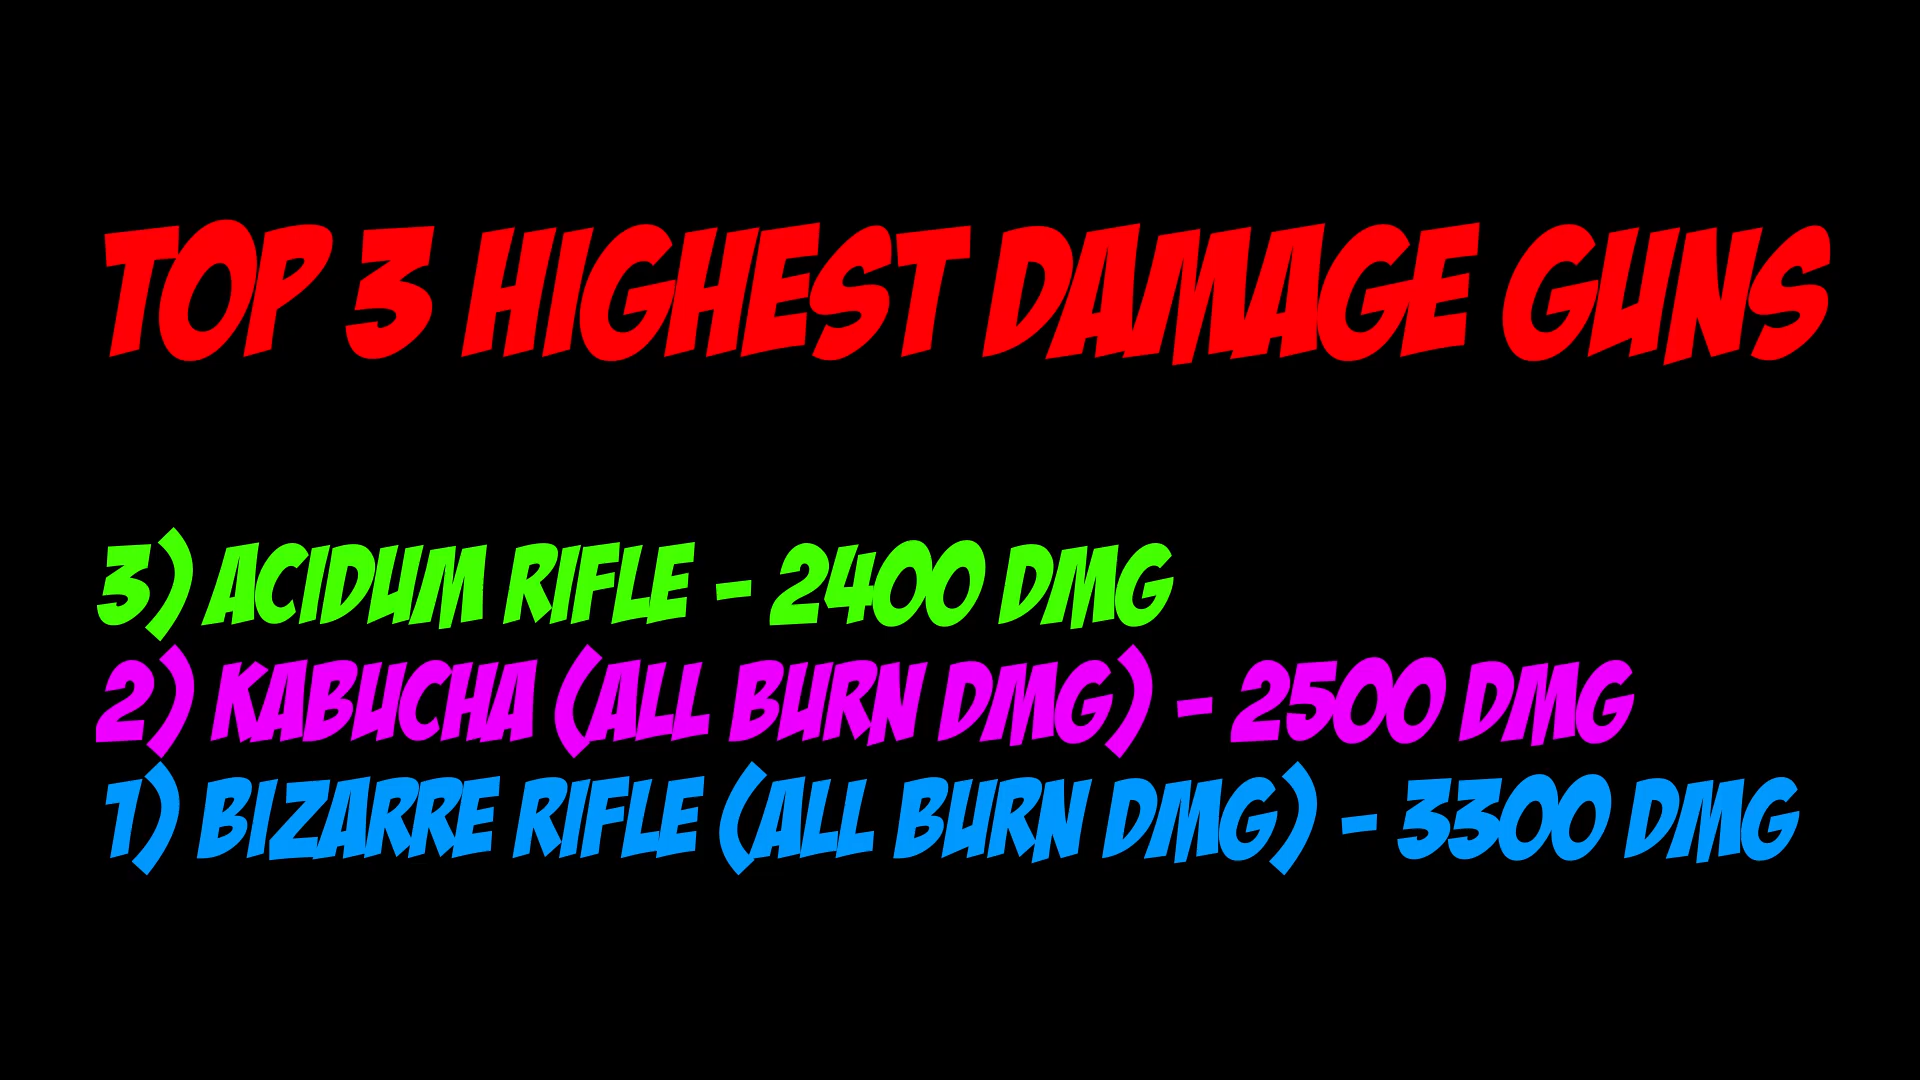 TOP 3 HIGHEST DAMAGE GUNS
3) ACIDUM RIFLE - 2400 DMG
2) KABUCHA (ALL BURN DMG) - 2500 DMG
1) BIZARRE RIFLE (ALL BURN DMG) - 3300 DMG